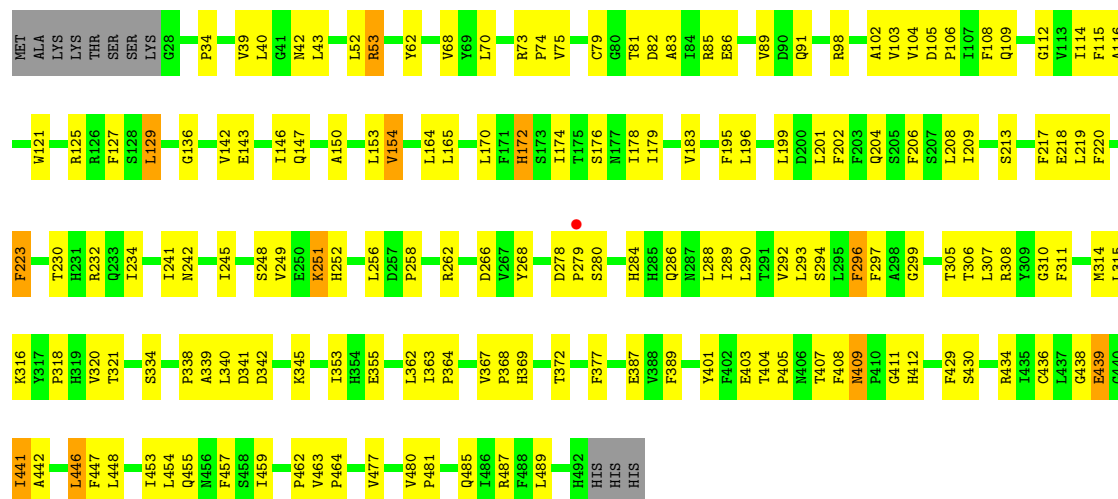 MET ALA LYS LYS THR SER SER LYS G28 P34 V39 L40 G41 N42 L43 L52 R53 Y62 V68 Y69 L70 R73 P74 V75 C79 G80 T81 D82 A83 I84 R85 E86 V89 D90 Q91 R98 A102 V103 V104 D105 P106 I107 F108 Q109 G112 V113 I114 F115 A116
W121 R125 R126 F127 S128 L129 G136 V142 E143 I146 Q147 A150 L153 V154 L164 L165 L170 F171 H172 S173 I174 T175 S176 N177 I178 I179 V183 F195 L196 L199 D200 L201 F202 F203 Q204 S205 F206 S207 L208 I209 S213 F217 E218 L219 F220
F223 T230 H231 R232 Q233 I234 I241 N242 I245 S248 V249 E250 K251 H252 L256 D257 P258 R262 D266 V267 Y268 D278 P279 S280 H284 H285 Q286 N287 L288 I289 L290 T291 V292 L293 S294 L295 F296 F297 A298 G299 T305 T306 L307 R308 Y309 G310 F311 M314 L315
K316 Y317 P318 H319 V320 T321 S334 P338 A339 L340 D341 D342 K345 I353 H354 E355 L362 I363 P364 V367 P368 H369 T372 F377 E387 V388 F389 Y401 F402 E403 T404 P405 N406 T407 F408 N409 P410 G411 H412 F429 S430 R434 I435 C436 L437 G438 E439 G440
I441 A442 L446 F447 L448 I453 L454 Q455 N456 F457 S458 I459 P462 V463 P464 V477 V480 P481 Q485 I486 R487 F488 L489 H492 HIS HIS HIS